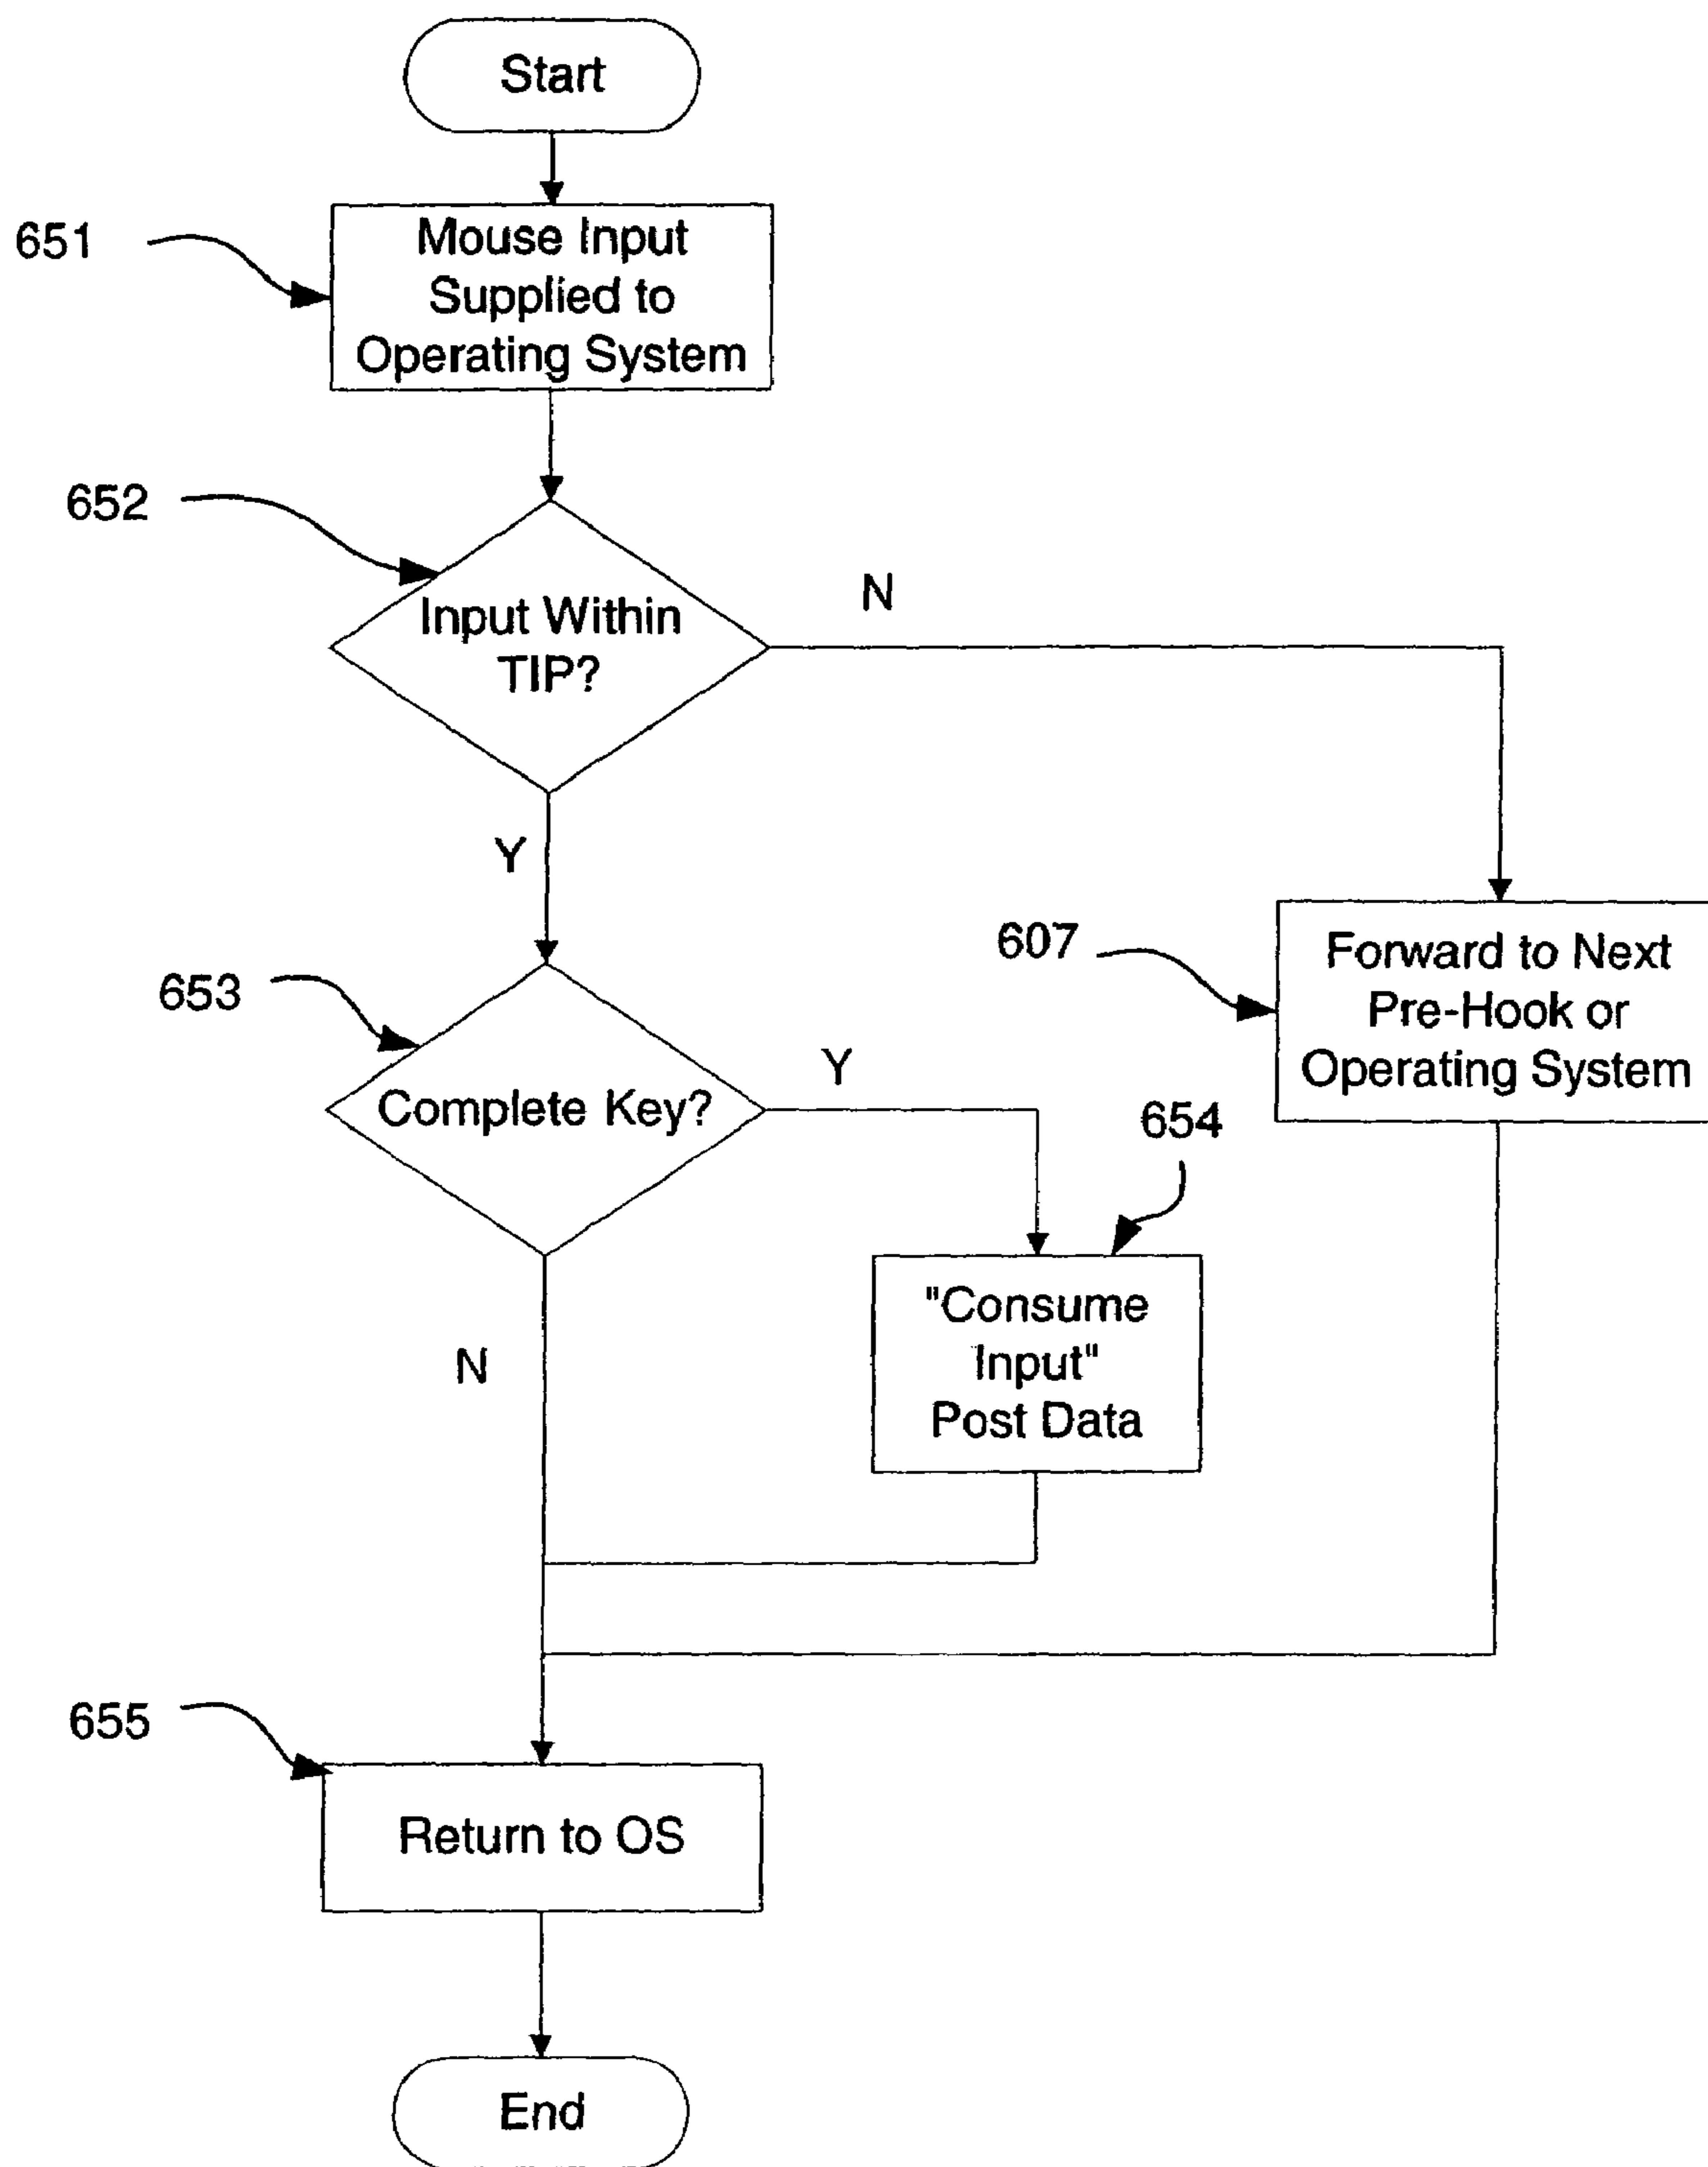 Start
651
Mouse Input
Supplied to
Operating System
652
Input Within
TIP?
N
Y
607
Forward to Next
Pre-Hook or
Operating System
653
Complete Key?
Y
654
"Consume
Input"
Post Data
N
655
Return to OS
End